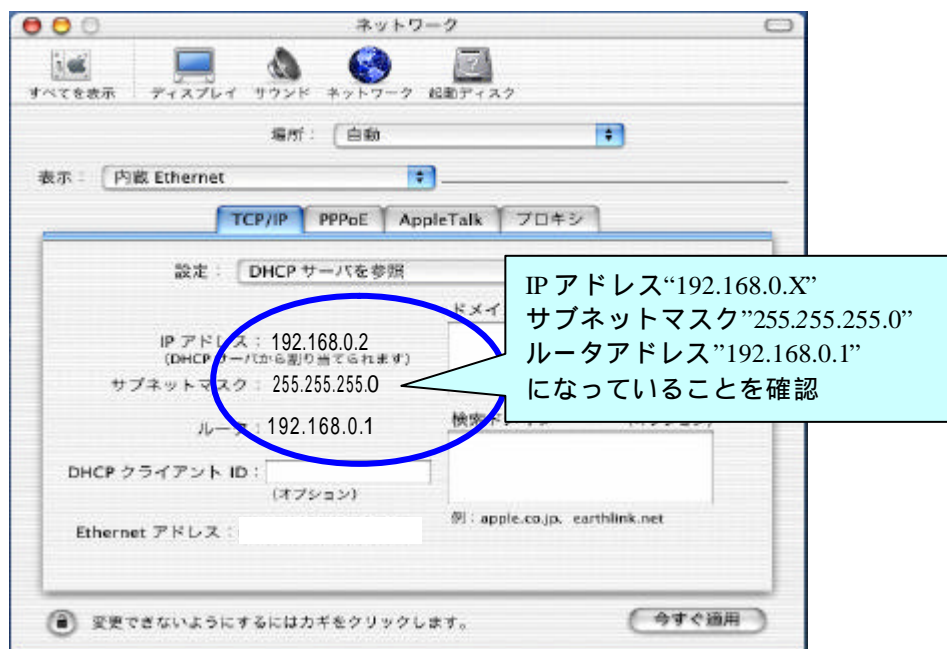 ネットワーク
すべてを表示 ディスプレイ サウンド ネットワーク 起動ディスク
場所： 自動
表示： 内蔵 Ethernet
TCP/IP PPPoE AppleTalk プロキシ
設定： DHCP サーバを参照
IP アドレス“192.168.0.X”
サブネットマスク”255.255.255.0”
ルータアドレス”192.168.0.1”
になっていることを確認
ドメイ
IP アドレス： 192.168.0.2
(DHCP サーバから割り当てられます)
サブネットマスク： 255.255.255.0
ルータ：192.168.0.1
検索ド
DHCP クライアント ID：
(オプション)
例：apple.co.jp、earthlink.net
Ethernet アドレス：
変更できないようにするにはカギをクリックします。
今すぐ適用